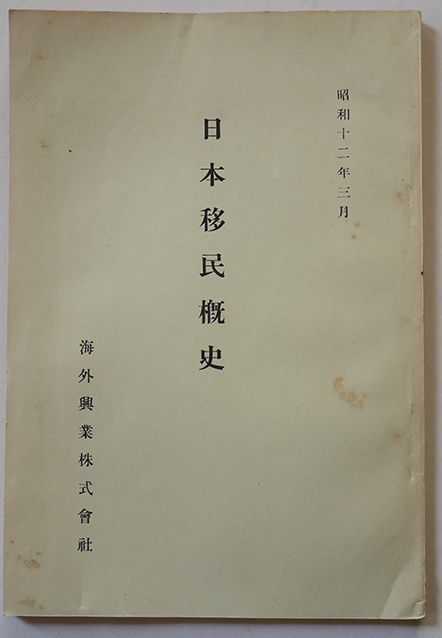 昭和十二年三月
日本移民概史
海外興業株式會社